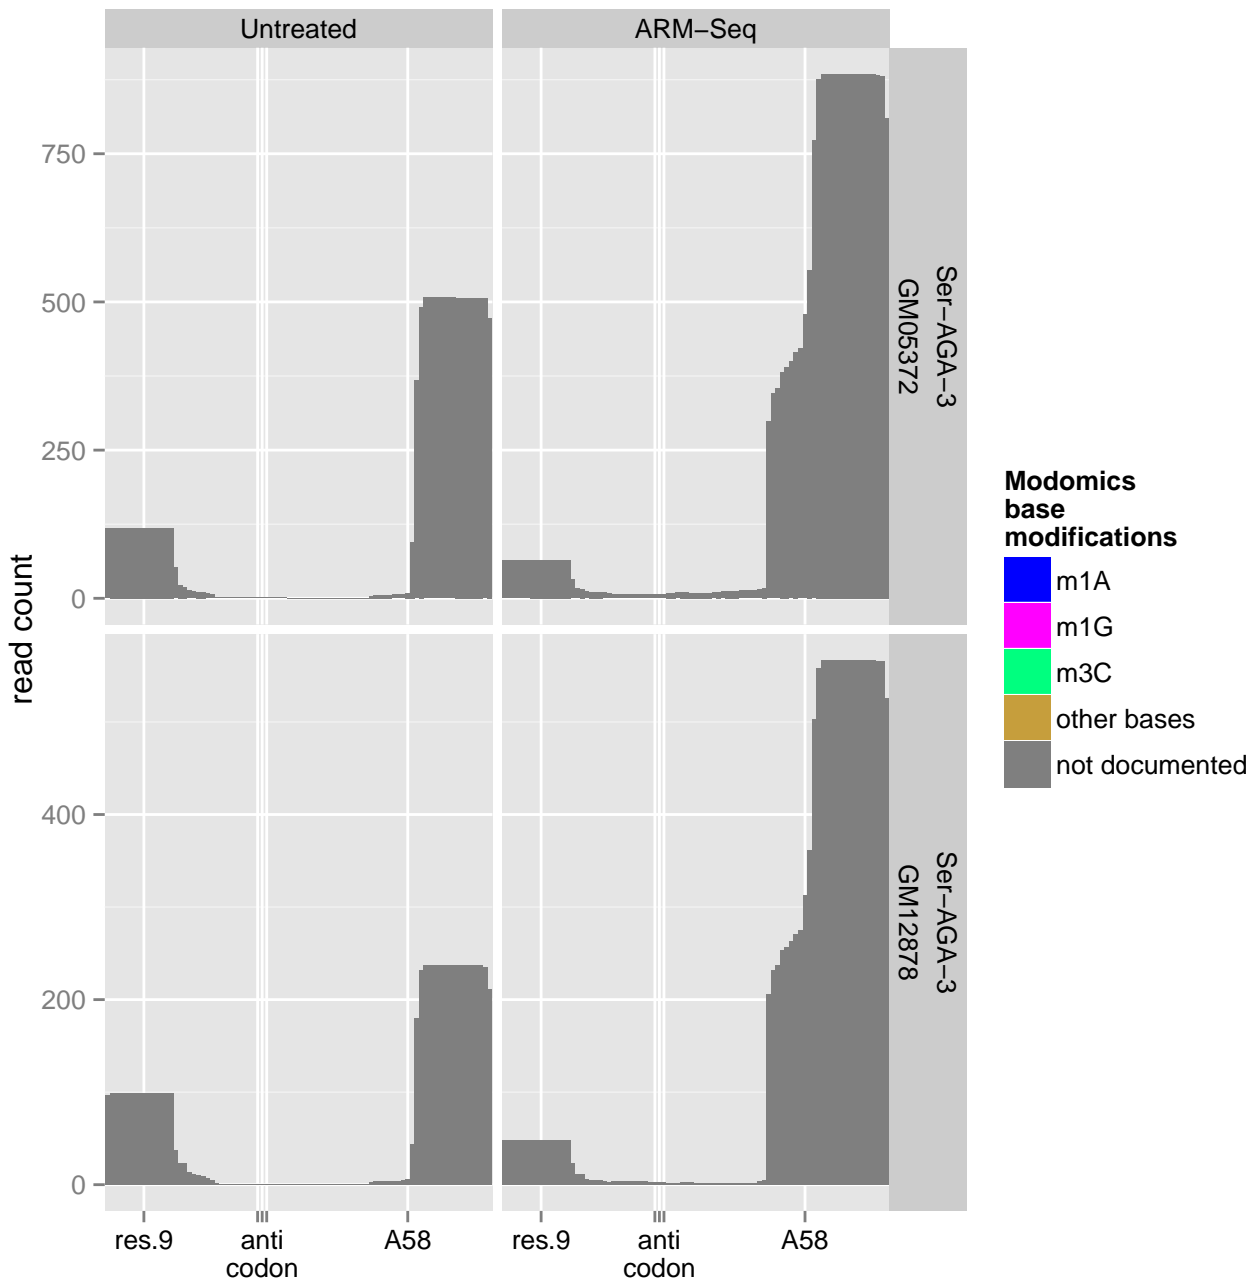 Untreated
ARM−Seq
750
500
250
0
Ser−AGA−3
GM05372
read count
400
200
0
Ser−AGA−3
GM12878
res.9
anti
codon
A58
res.9
anti
codon
A58
Modomics
base
modifications
m1A
m1G
m3C
other bases
not documented